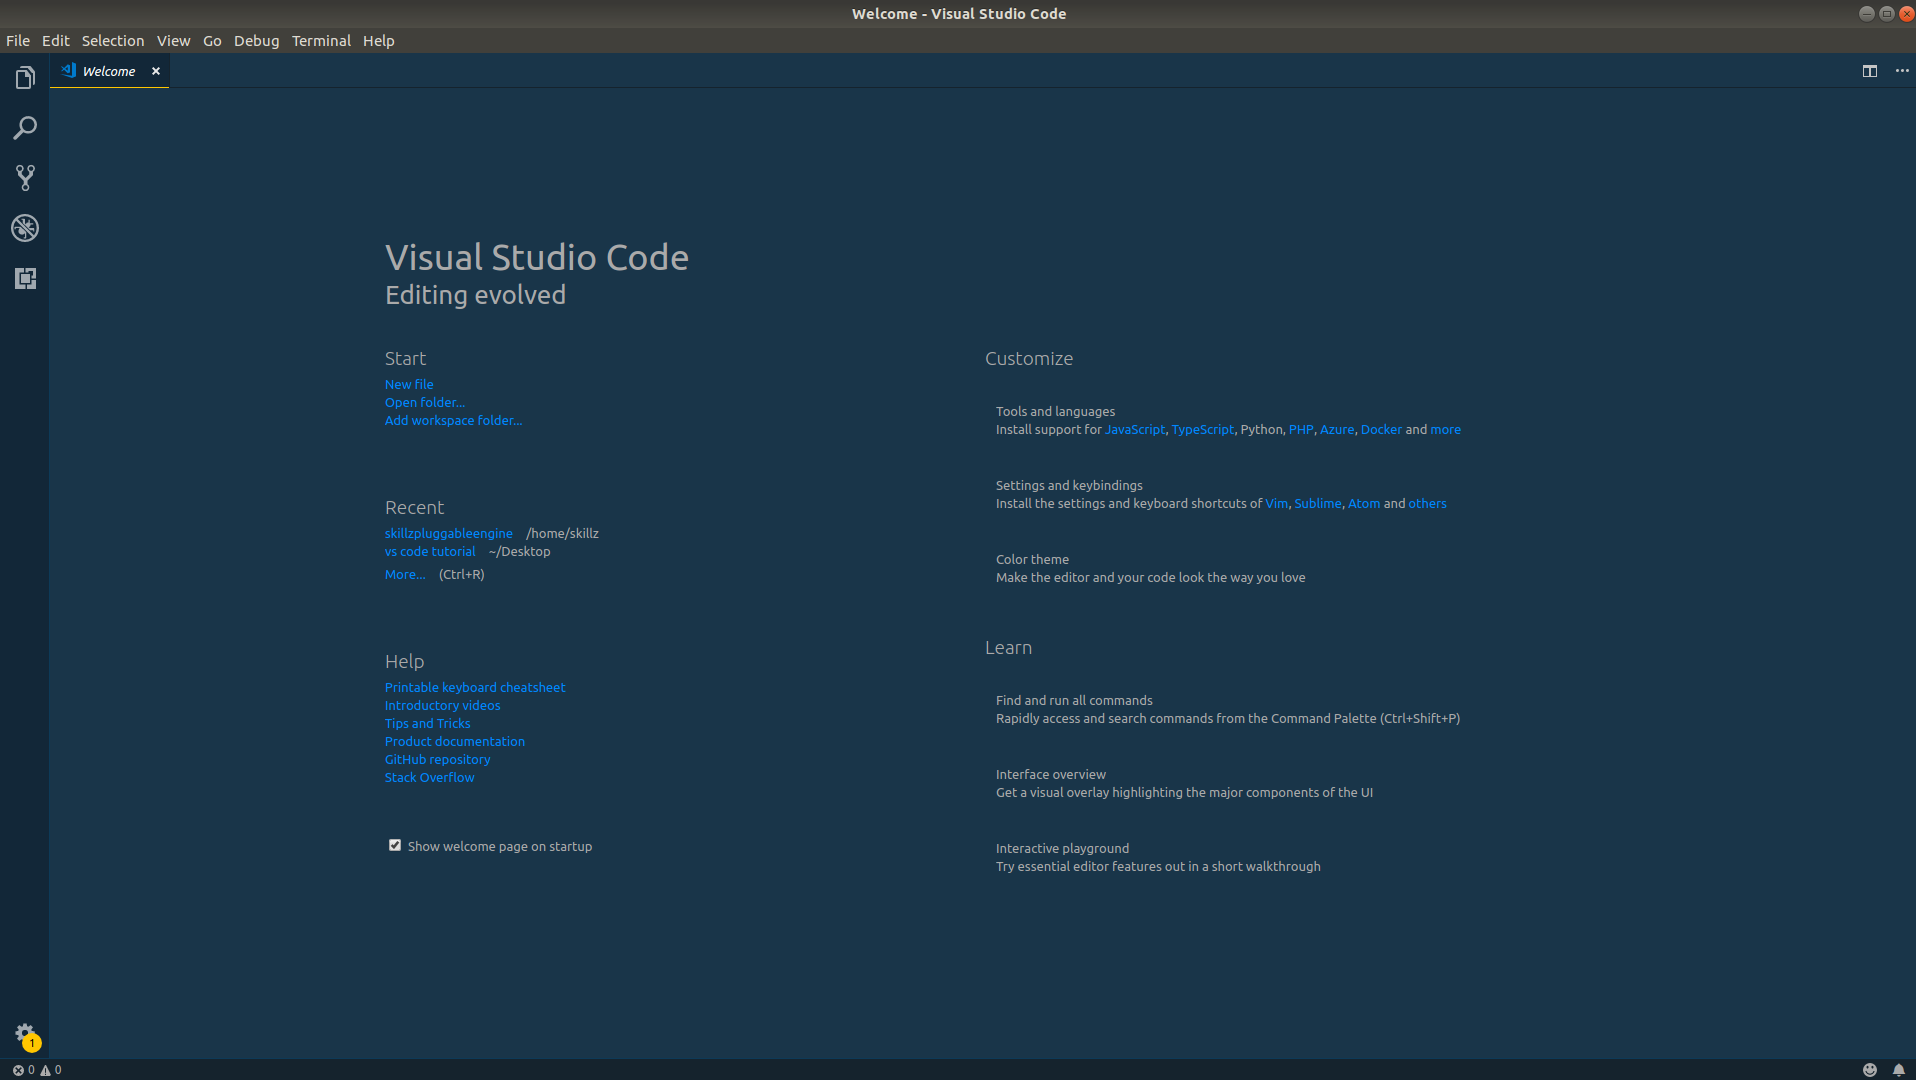 Welcome - Visual Studio Code
File Edit Selection View Go Debug Terminal Help
Welcome
Visual Studio Code
Editing evolved
Start
New file
Open folder...
Add workspace folder...
Recent
skillzpluggableengine /home/skillz
vs code tutorial ~/Desktop
More... (Ctrl+R)
Help
Printable keyboard cheatsheet
Introductory videos
Tips and Tricks
Product documentation
GitHub repository
Stack Overflow
Show welcome page on startup
Customize
Tools and languages
Install support for JavaScript, TypeScript, Python, PHP, Azure, Docker and more
Settings and keybindings
Install the settings and keyboard shortcuts of Vim, Sublime, Atom and others
Color theme
Make the editor and your code look the way you love
Learn
Find and run all commands
Rapidly access and search commands from the Command Palette (Ctrl+Shift+P)
Interface overview
Get a visual overlay highlighting the major components of the UI
Interactive playground
Try essential editor features out in a short walkthrough
1
0 0